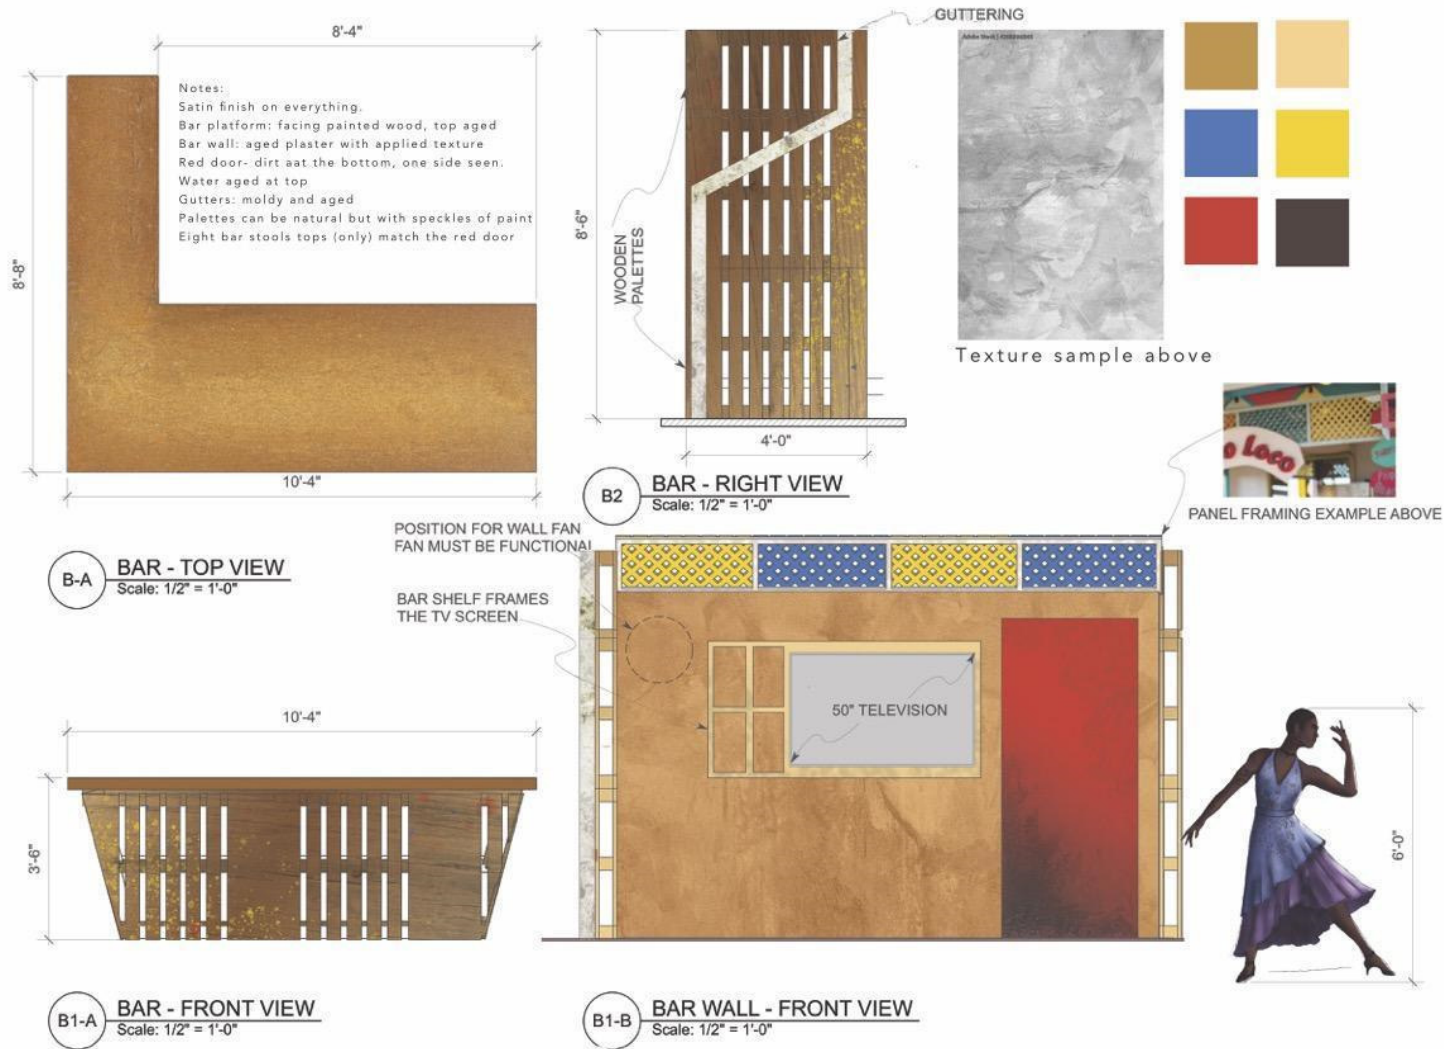 8'-4"
Notes:
Satin finish on everything.
Bar platform: facing painted wood, top aged
Bar wall: aged plaster with applied texture
Red door- dirt aat the bottom, one side seen.
Water aged at top
Gutters: moldy and aged
Palettes can be natural but with speckles of paint
Eight bar stools tops (only) match the red door
8'-8"
10'-4"
B-A
BAR - TOP VIEW
Scale: 1/2" = 1'-0"
GUTTERING
8'-6"
WOODEN
PALETTES
4'-0"
B2
BAR - RIGHT VIEW
Scale: 1/2" = 1'-0"
Texture sample above
o Loco
PANEL FRAMING EXAMPLE ABOVE
POSITION FOR WALL FAN
FAN MUST BE FUNCTIONAL
BAR SHELF FRAMES
THE TV SCREEN
50" TELEVISION
10'-4"
3'-6"
6'-0"
B1-A
BAR - FRONT VIEW
Scale: 1/2" = 1'-0"
B1-B
BAR WALL - FRONT VIEW
Scale: 1/2" = 1'-0"